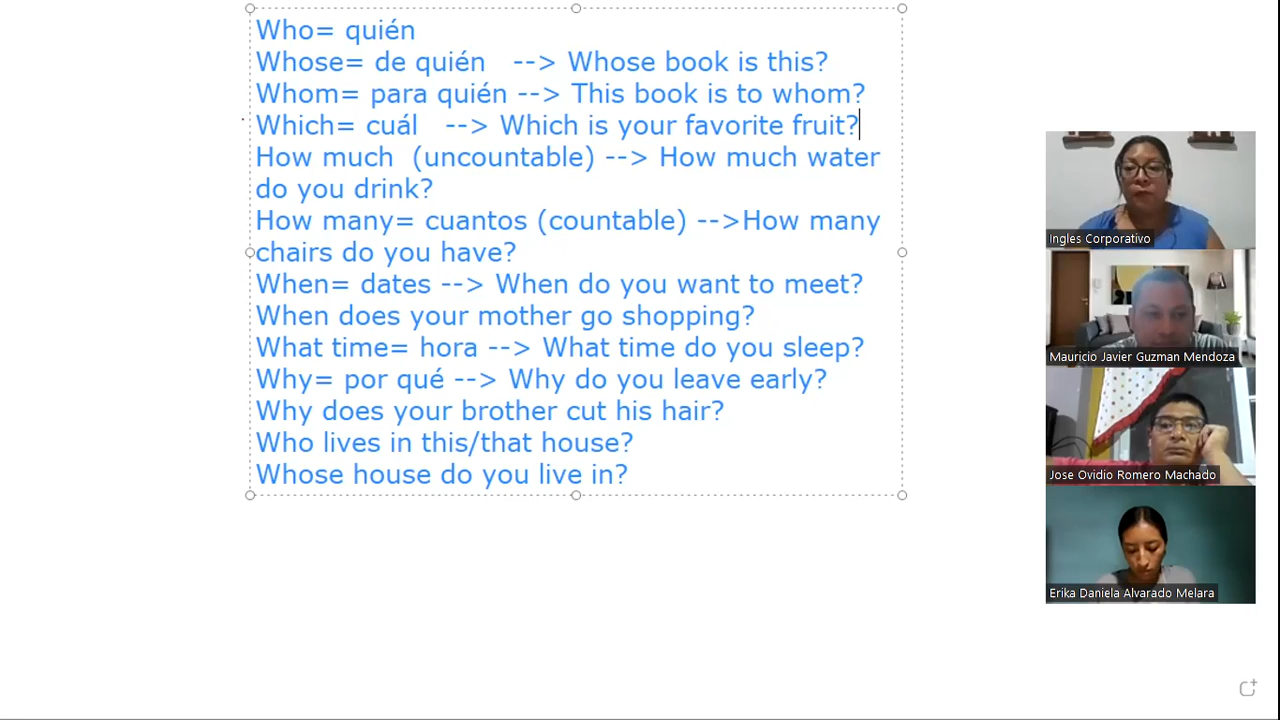 Who= quién
Whose= de quién --> Whose book is this?
Whom= para quién --> This book is to whom?
Which= cuál --> Which is your favorite fruit?
How much (uncountable) --> How much water
do you drink?
How many= cuantos (countable) -->How many
chairs do you have?
When= dates --> When do you want to meet?
When does your mother go shopping?
What time= hora --> What time do you sleep?
Why= por qué --> Why do you leave early?
Why does your brother cut his hair?
Who lives in this/that house?
Whose house do you live in?
Ingles Corporativo
Mauricio Javier Guzman Mendoza
Jose Ovidio Romero Machado
Erika Daniela Alvarado Melara